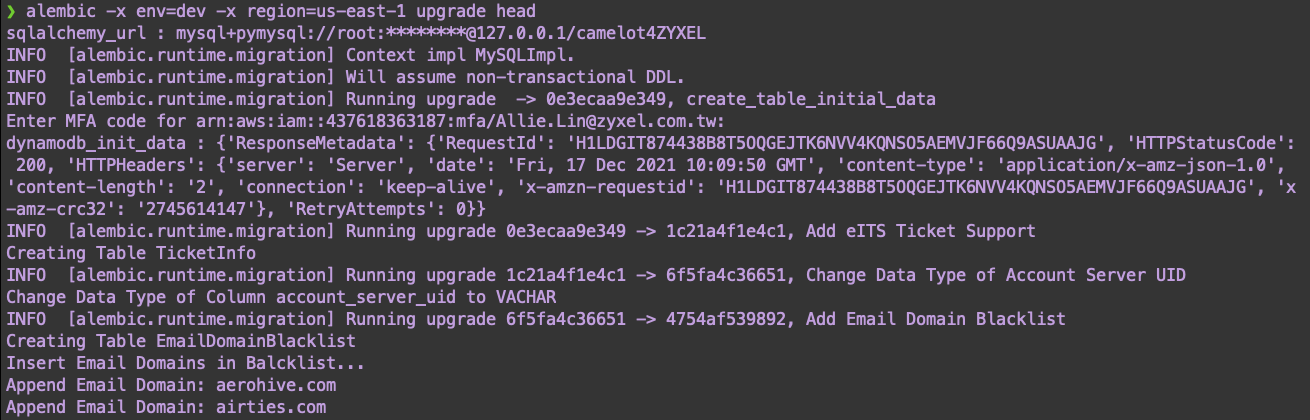 ❯ alembic -x env=dev -x region=us-east-1 upgrade head
sqlalchemy_url : mysql+pymysql://root:********@127.0.0.1/camelot4ZYXEL
INFO  [alembic.runtime.migration] Context impl MySQLImpl.
INFO  [alembic.runtime.migration] Will assume non-transactional DDL.
INFO  [alembic.runtime.migration] Running upgrade  -> 0e3ecaa9e349, create_table_initial_data
Enter MFA code for arn:aws:iam::437618363187:mfa/Allie.Lin@zyxel.com.tw:
dynamodb_init_data : {'ResponseMetadata': {'RequestId': 'H1LDGIT874438B8T5OQGEJTK6NVV4KQNSO5AEMVJF66Q9ASUAAJG', 'HTTPStatusCode':
 200, 'HTTPHeaders': {'server': 'Server', 'date': 'Fri, 17 Dec 2021 10:09:50 GMT', 'content-type': 'application/x-amz-json-1.0',
'content-length': '2', 'connection': 'keep-alive', 'x-amzn-requestid': 'H1LDGIT874438B8T5OQGEJTK6NVV4KQNSO5AEMVJF66Q9ASUAAJG', 'x
-amz-crc32': '2745614147'}, 'RetryAttempts': 0}}
INFO  [alembic.runtime.migration] Running upgrade 0e3ecaa9e349 -> 1c21a4f1e4c1, Add eITS Ticket Support
Creating Table TicketInfo
INFO  [alembic.runtime.migration] Running upgrade 1c21a4f1e4c1 -> 6f5fa4c36651, Change Data Type of Account Server UID
Change Data Type of Column account_server_uid to VACHAR
INFO  [alembic.runtime.migration] Running upgrade 6f5fa4c36651 -> 4754af539892, Add Email Domain Blacklist
Creating Table EmailDomainBlacklist
Insert Email Domains in Balcklist...
Append Email Domain: aerohive.com
Append Email Domain: airties.com